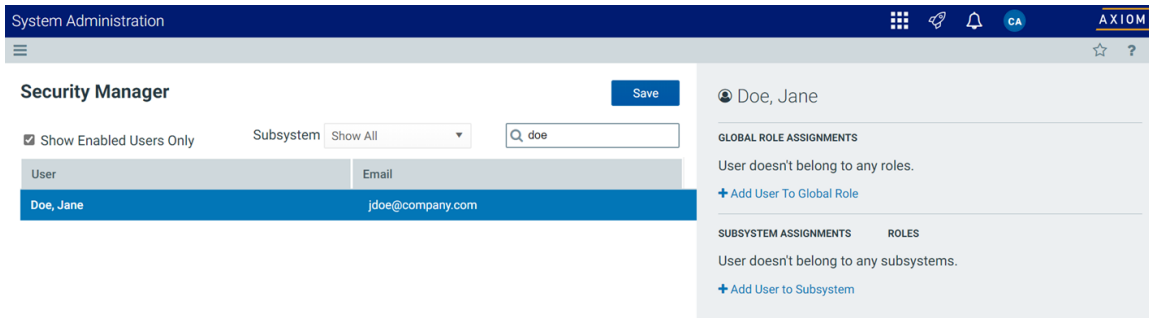 System Administration
CA
AXIOM
?
Security Manager
Save
Show Enabled Users Only
Subsystem Show All
doe
User Email
Doe, Jane jdoe@company.com
Doe, Jane
GLOBAL ROLE ASSIGNMENTS
User doesn't belong to any roles.
+ Add User To Global Role
SUBSYSTEM ASSIGNMENTS ROLES
User doesn't belong to any subsystems.
+ Add User to Subsystem